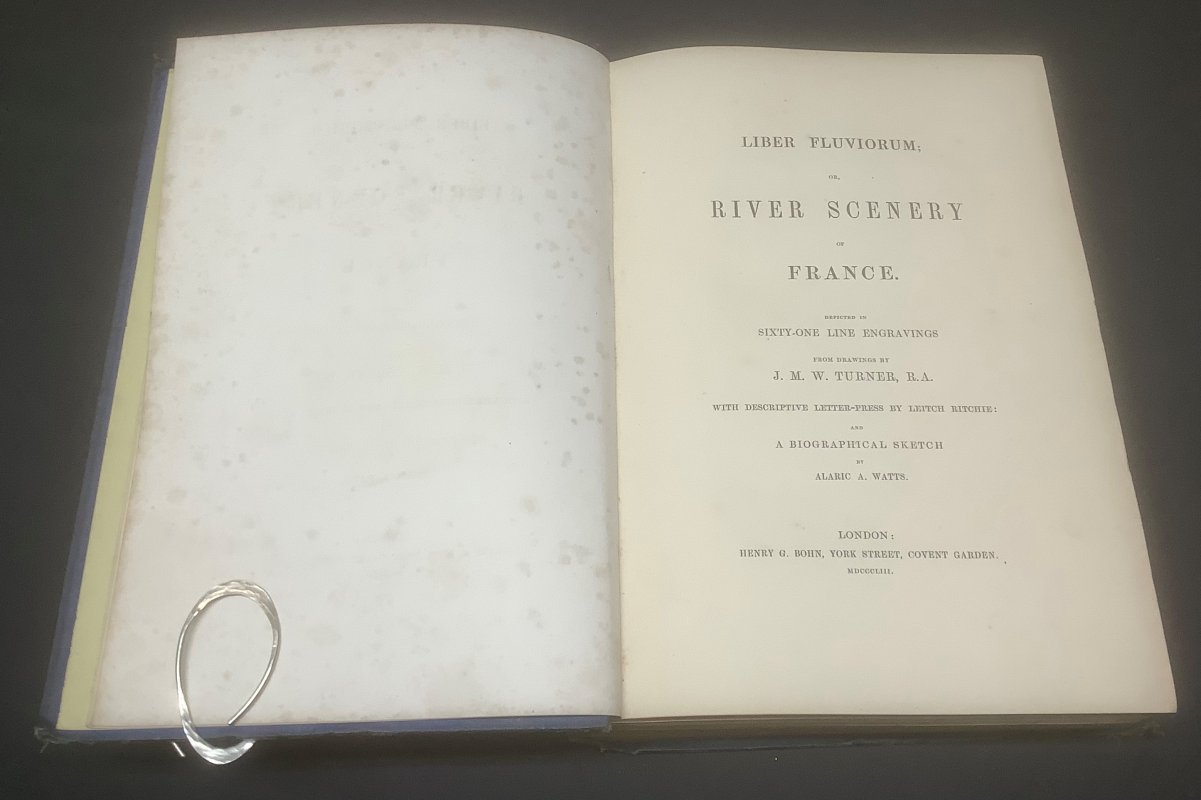 LIBER FLUVIORUM;
OR,
RIVER SCENERY
OF
FRANCE.
DEPICTED IN
SIXTY-ONE LINE ENGRAVINGS
FROM DRAWINGS BY
J. M. W. TURNER, R.A.
WITH DESCRIPTIVE LETTER-PRESS BY LEITCH RITCHIE:
AND
A BIOGRAPHICAL SKETCH
BY
ALARIC A. WATTS.
LONDON:
HENRY G. BOHN, YORK STREET, COVENT GARDEN.
MDCCCLIII.